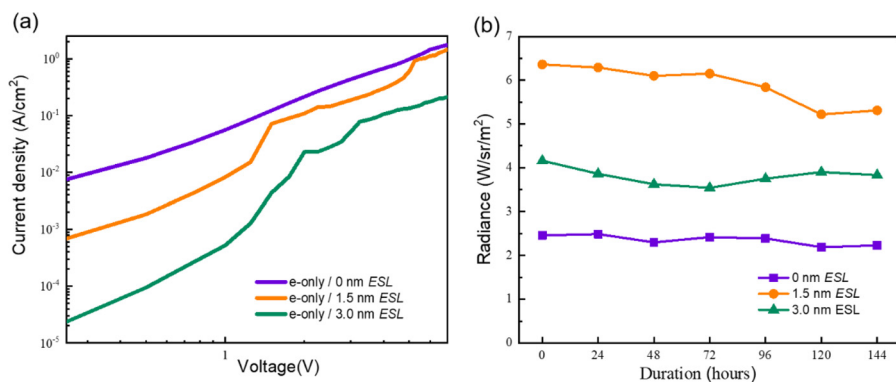 (a)
Current density (A/cm²)
10⁰
10⁻¹
10⁻²
10⁻³
10⁻⁴
10⁻⁵
e-only / 0 nm ESL
e-only / 1.5 nm ESL
e-only / 3.0 nm ESL
1
Voltage(V)
(b)
Radiance (W/sr/m²)
7
6
5
4
3
2
1
0
0 nm ESL
1.5 nm ESL
3.0 nm ESL
0 24 48 72 96 120 144
Duration (hours)